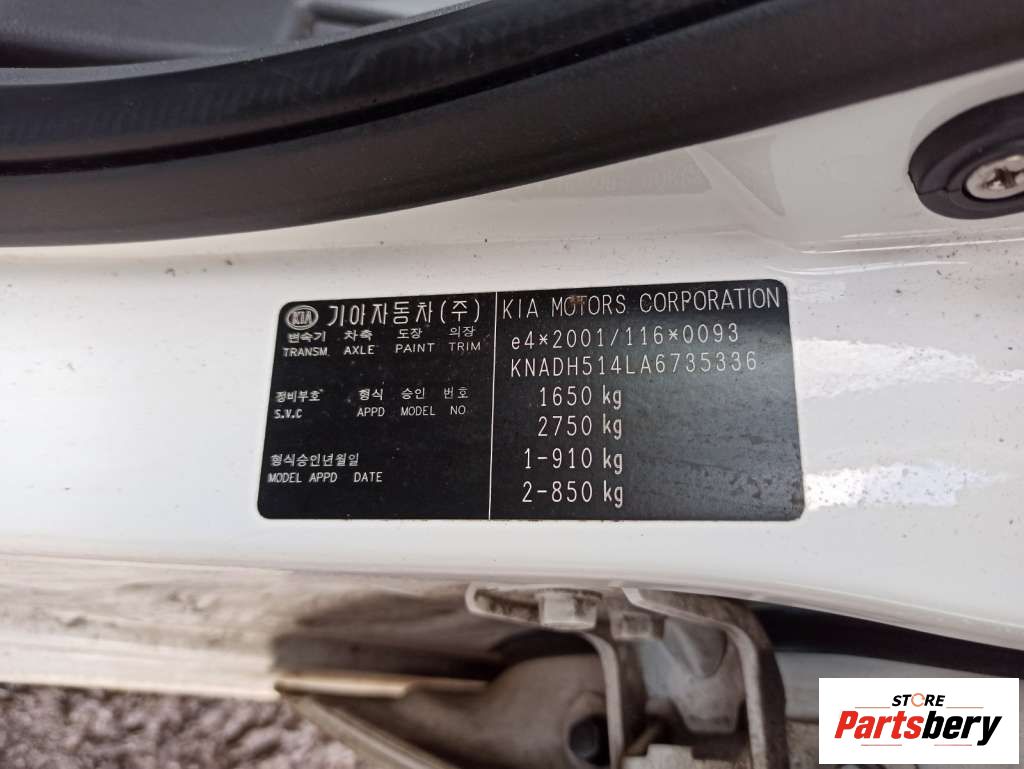 KIA 기아자동차(주)
변속기 차축 도장 의장
TRANSM. AXLE PAINT TRIM
정비부호 형식 승인 번호
S.V.C APPD MODEL NO
형식승인년월일
MODEL APPD DATE
KIA MOTORS CORPORATION
e4*2001/116*0093
KNADH514LA6735336
1650 kg
2750 kg
1-910 kg
2-850 kg
STORE
Partsbery